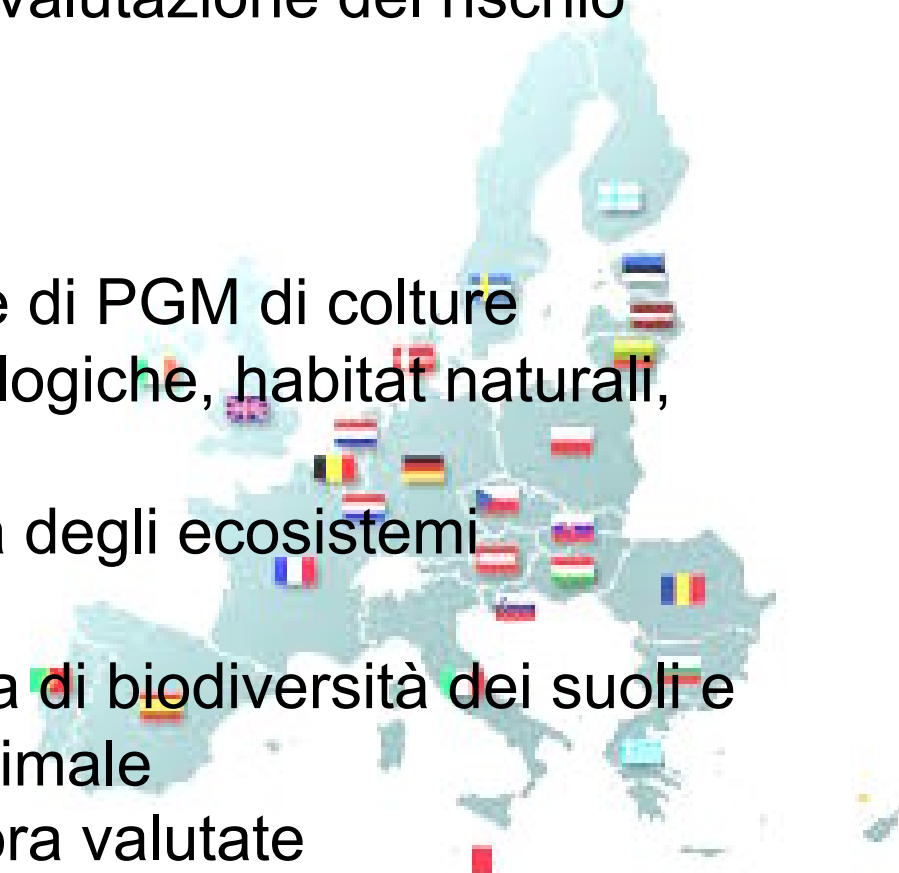 valutazione del rischio
e di PGM di colture
logiche, habitat naturali,
à degli ecosistemi
a di biodiversità dei suoli e
imale
ora valutate